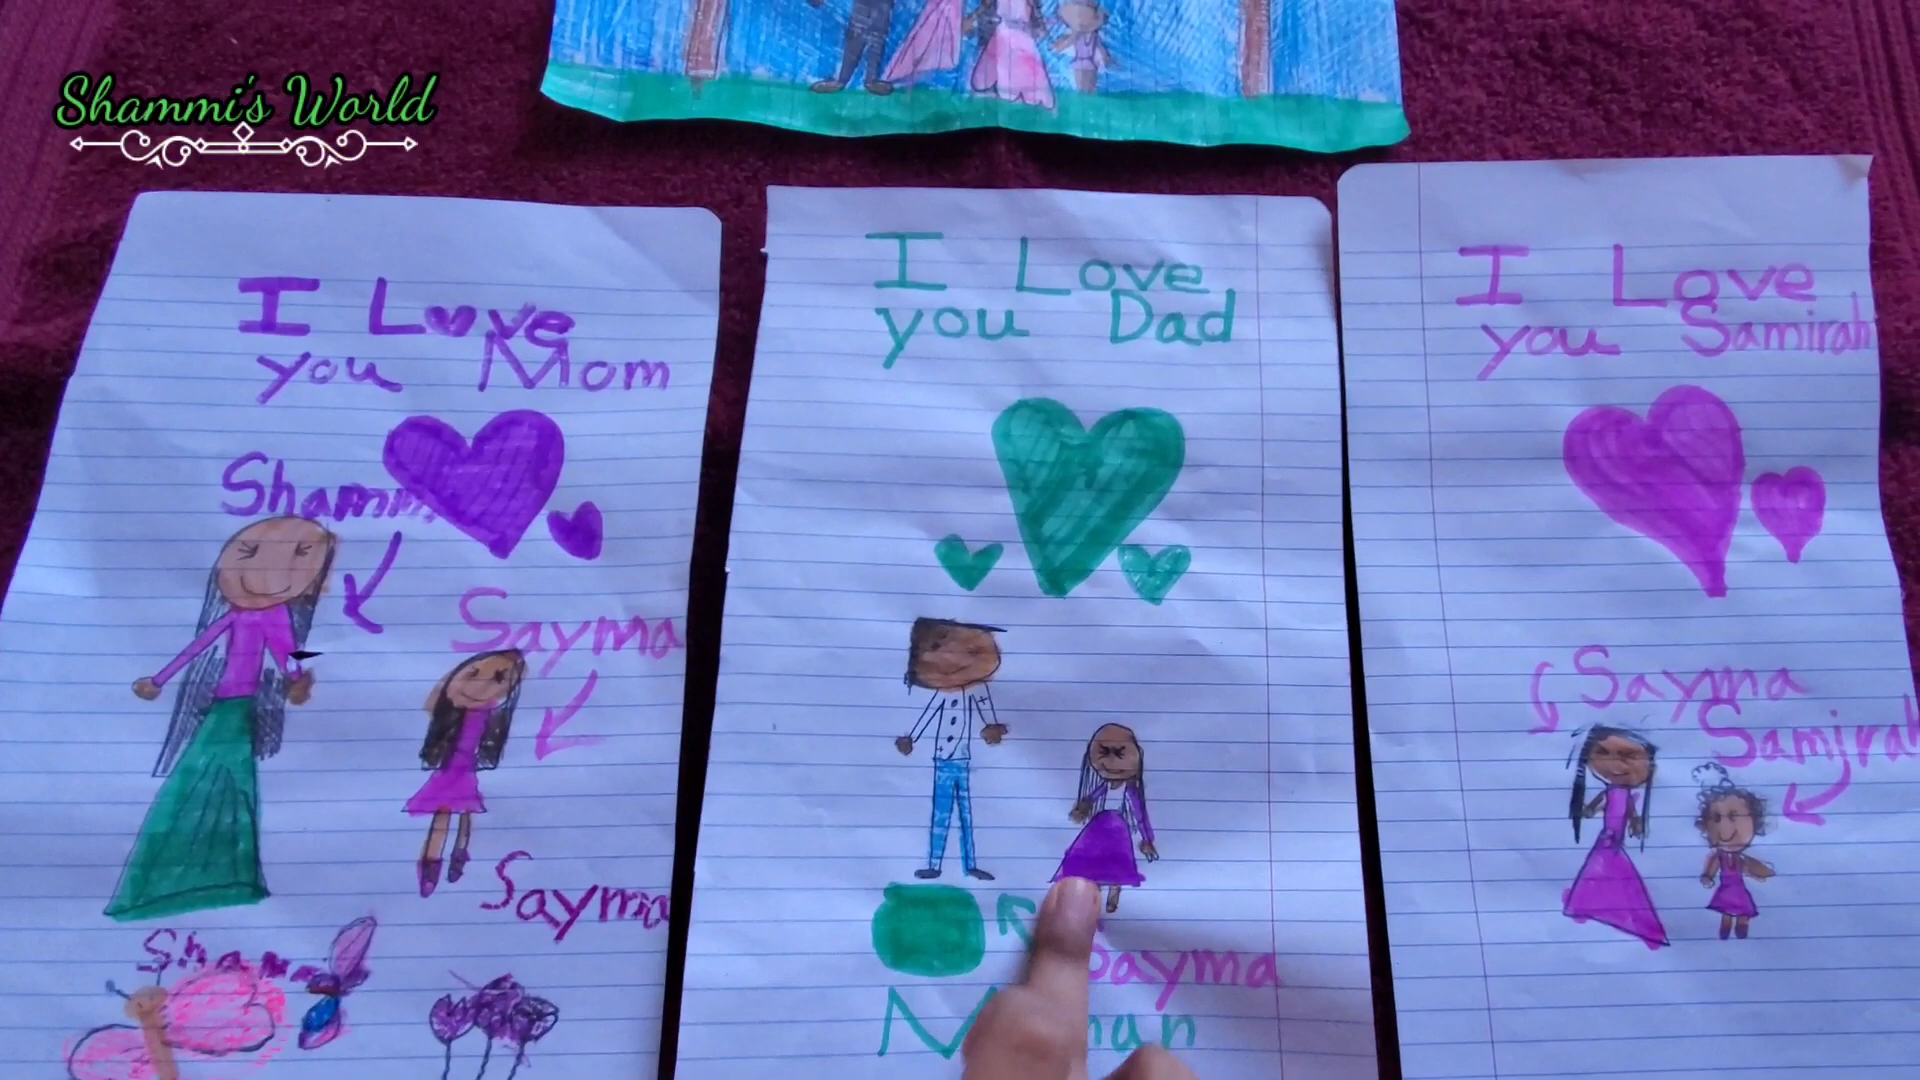 Shammi's World
I Love
you Mom
Sayma
Sayma
I Love
you Dad
Sayma
I Love
you Samirah
Sayma
Samirah